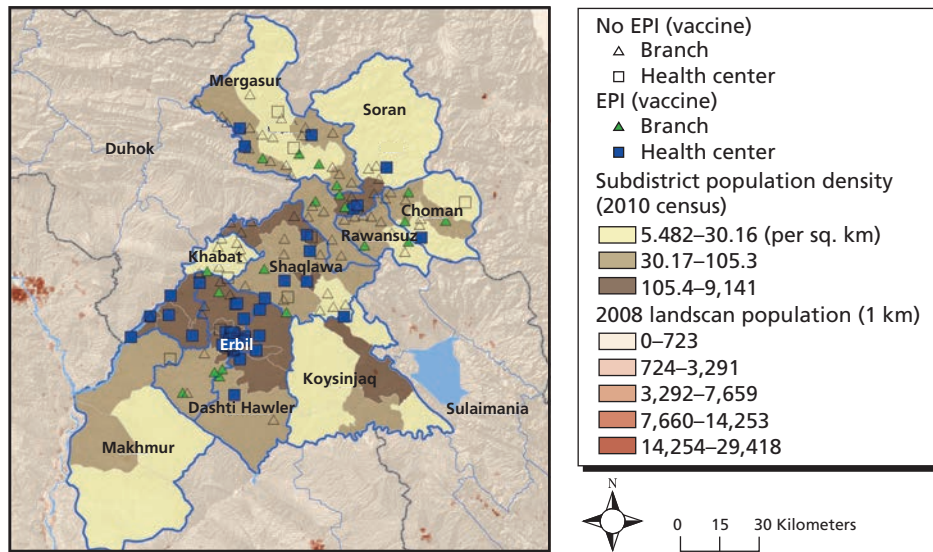 Mergasur
Soran
Duhok
Choman
Rawansuz
Khabat
Shaqlawa
Erbil
Koysinjaq
Dashti Hawler
Sulaimania
Makhmur
No EPI (vaccine)
Branch
Health center
EPI (vaccine)
Branch
Health center
Subdistrict population density
(2010 census)
5.482–30.16 (per sq. km)
30.17–105.3
105.4–9,141
2008 landscan population (1 km)
0–723
724–3,291
3,292–7,659
7,660–14,253
14,254–29,418
N
0 15 30 Kilometers